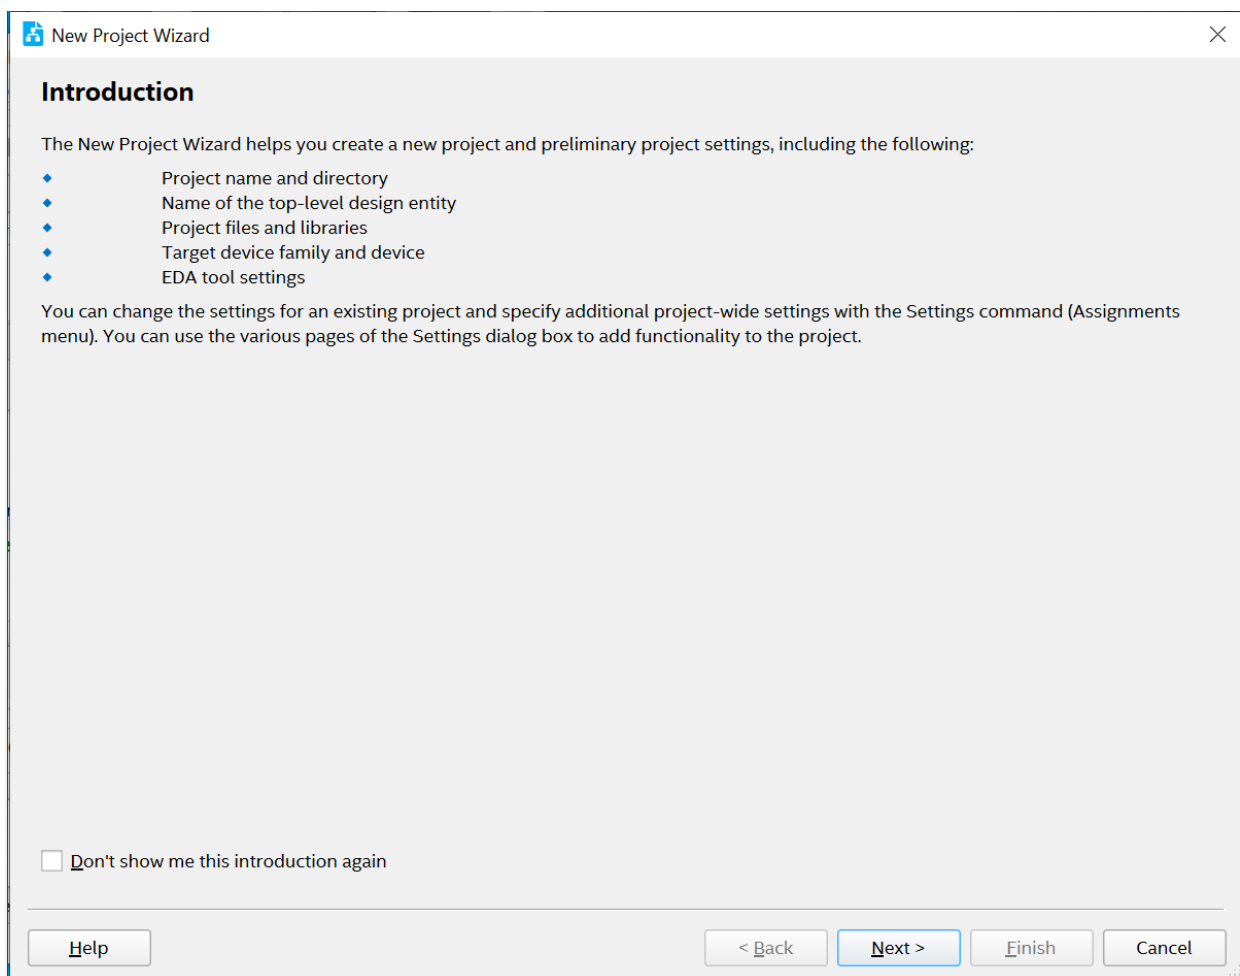 New Project Wizard
Introduction
The New Project Wizard helps you create a new project and preliminary project settings, including the following:
Project name and directory
Name of the top-level design entity
Project files and libraries
Target device family and device
EDA tool settings
You can change the settings for an existing project and specify additional project-wide settings with the Settings command (Assignments
menu). You can use the various pages of the Settings dialog box to add functionality to the project.
Don't show me this introduction again
Help
< Back
Next >
Finish
Cancel